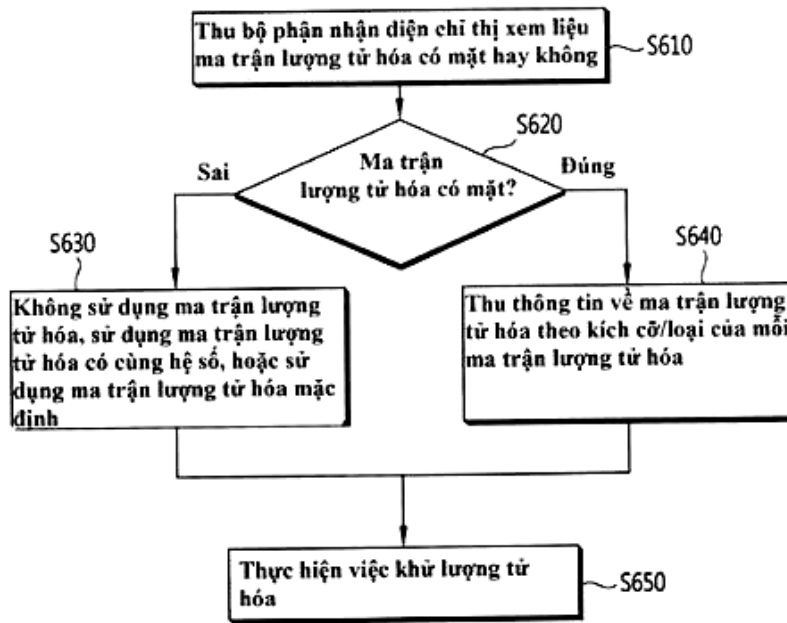 Thu bộ phận nhận diện chỉ thị xem liệu
ma trận lượng tử hóa có mặt hay không
S610
S620
Ma trận
lượng tử hóa có mặt?
Sai
Đúng
S630
Không sử dụng ma trận lượng
tử hóa, sử dụng ma trận lượng
tử hóa có cùng hệ số, hoặc sử
dụng ma trận lượng tử hóa mặc
định
S640
Thu thông tin về ma trận lượng
tử hóa theo kích cỡ/loại của mỗi
ma trận lượng tử hóa
Thực hiện việc khử lượng tử
hóa
S650